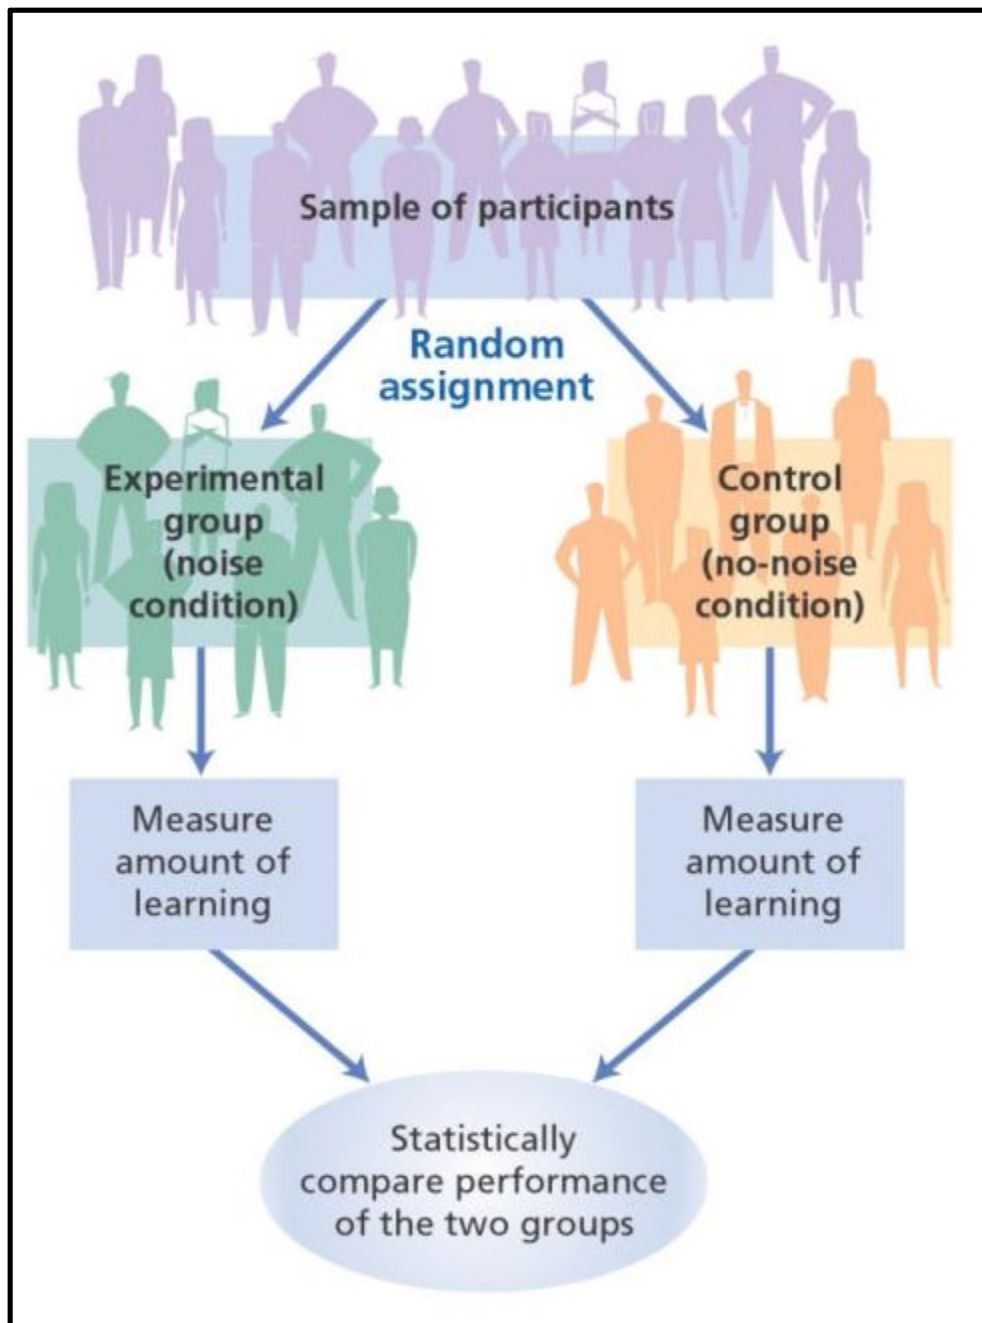 Sample of participants
Random
assignment
Experimental
group
(noise
condition)
Control
group
(no-noise
condition)
Measure
amount of
learning
Measure
amount of
learning
Statistically
compare performance
of the two groups